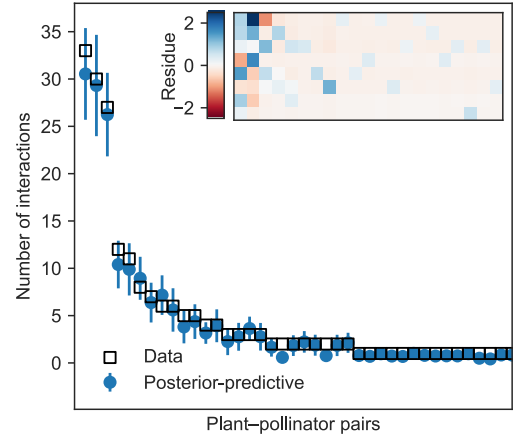 35
30
25
20
15
10
5
0
Number of interactions
Plant–pollinator pairs
Data
Posterior-predictive
2
0
−2
Residue